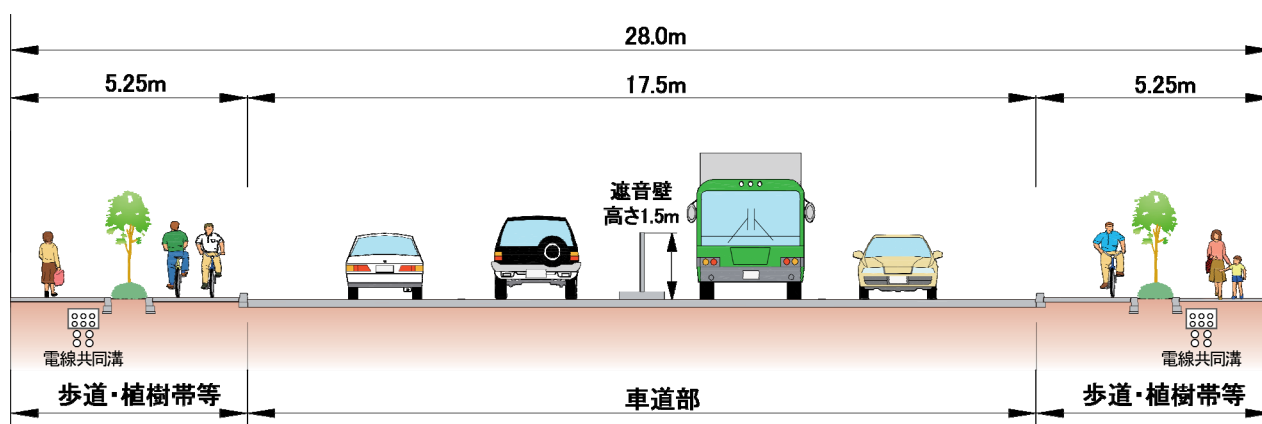 28.0m
5.25m
17.5m
5.25m
遮音壁
高さ1.5m
電線共同溝
電線共同溝
歩道・植樹帯等
車道部
歩道・植樹帯等